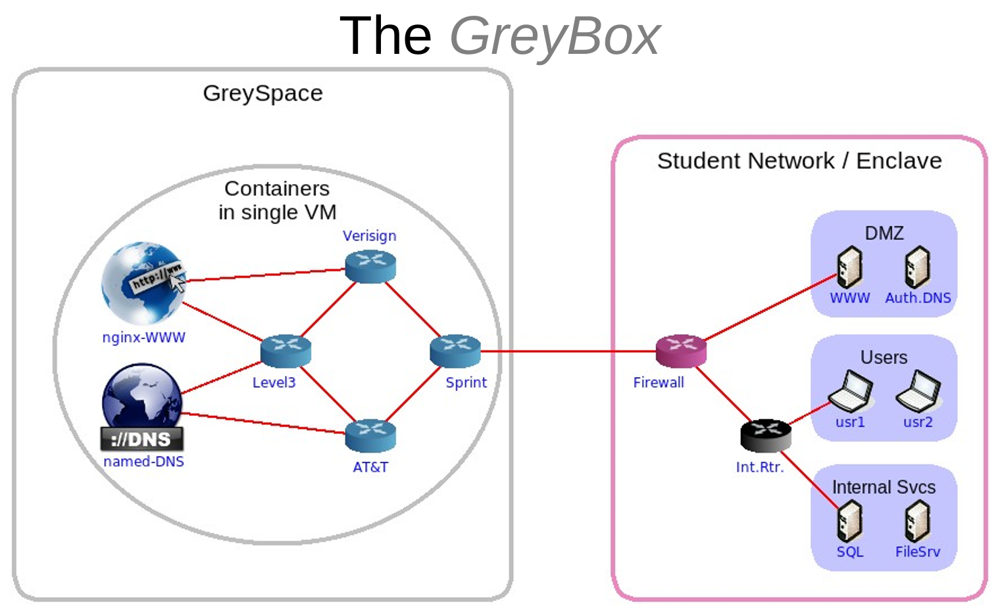 The GreyBox
GreySpace
Containers
in single VM
Verisign
http://www
nginx-WWW
Level3
Sprint
://DNS
named-DNS
AT&T
Student Network / Enclave
DMZ
WWW
Auth.DNS
Users
usr1
usr2
Firewall
Int.Rtr.
Internal Svcs
SQL
FileSrv